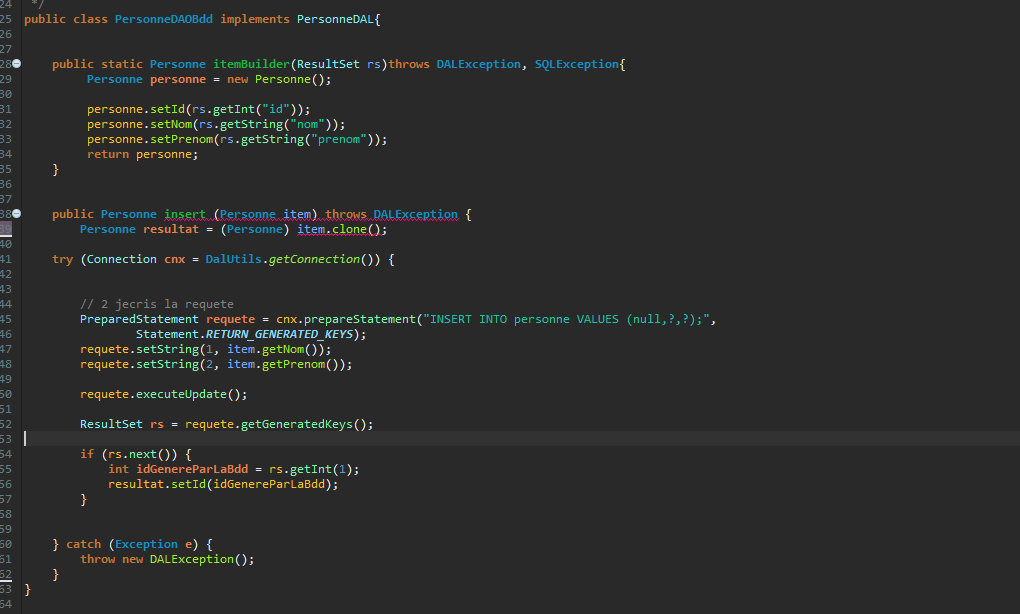 24 */
25 public class PersonneDAOBdd implements PersonneDAL{
26
27
28 public static Personne itemBuilder(ResultSet rs)throws DALException, SQLException{
29 Personne personne = new Personne();
30
31 personne.setId(rs.getInt("id"));
32 personne.setNom(rs.getString("nom"));
33 personne.setPrenom(rs.getString("prenom"));
34 return personne;
35 }
36
37
38 public Personne insert (Personne item) throws DALException {
39 Personne resultat = (Personne) item.clone();
40
41 try (Connection cnx = DalUtils.getConnection()) {
42
43
44 // 2 jecris la requete
45 PreparedStatement requete = cnx.prepareStatement("INSERT INTO personne VALUES (null,?,?);",
46 Statement.RETURN_GENERATED_KEYS);
47 requete.setString(1, item.getNom());
48 requete.setString(2, item.getPrenom());
49
50 requete.executeUpdate();
51
52 ResultSet rs = requete.getGeneratedKeys();
53
54 if (rs.next()) {
55 int idGenereParLaBdd = rs.getInt(1);
56 resultat.setId(idGenereParLaBdd);
57 }
58
59
60 } catch (Exception e) {
61 throw new DALException();
62 }
63 }
64